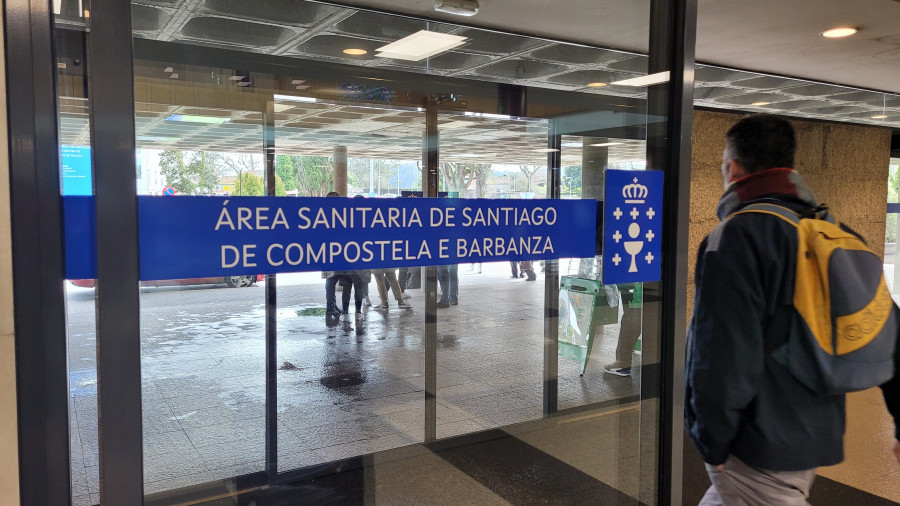 ÁREA SANITARIA DE SANTIAGO
DE COMPOSTELA E BARBANZA